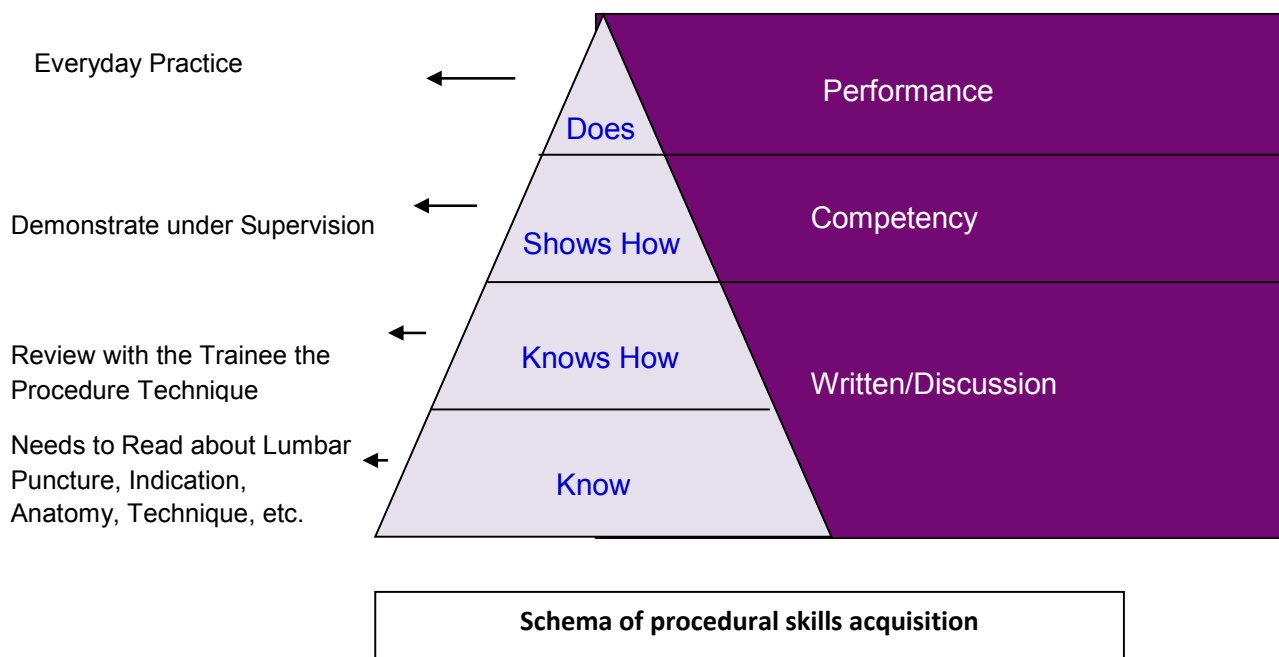 Everyday Practice
Does
Performance
Demonstrate under Supervision
Shows How
Competency
Review with the Trainee the
Procedure Technique
Knows How
Written/Discussion
Needs to Read about Lumbar
Puncture, Indication,
Anatomy, Technique, etc.
Know
Schema of procedural skills acquisition